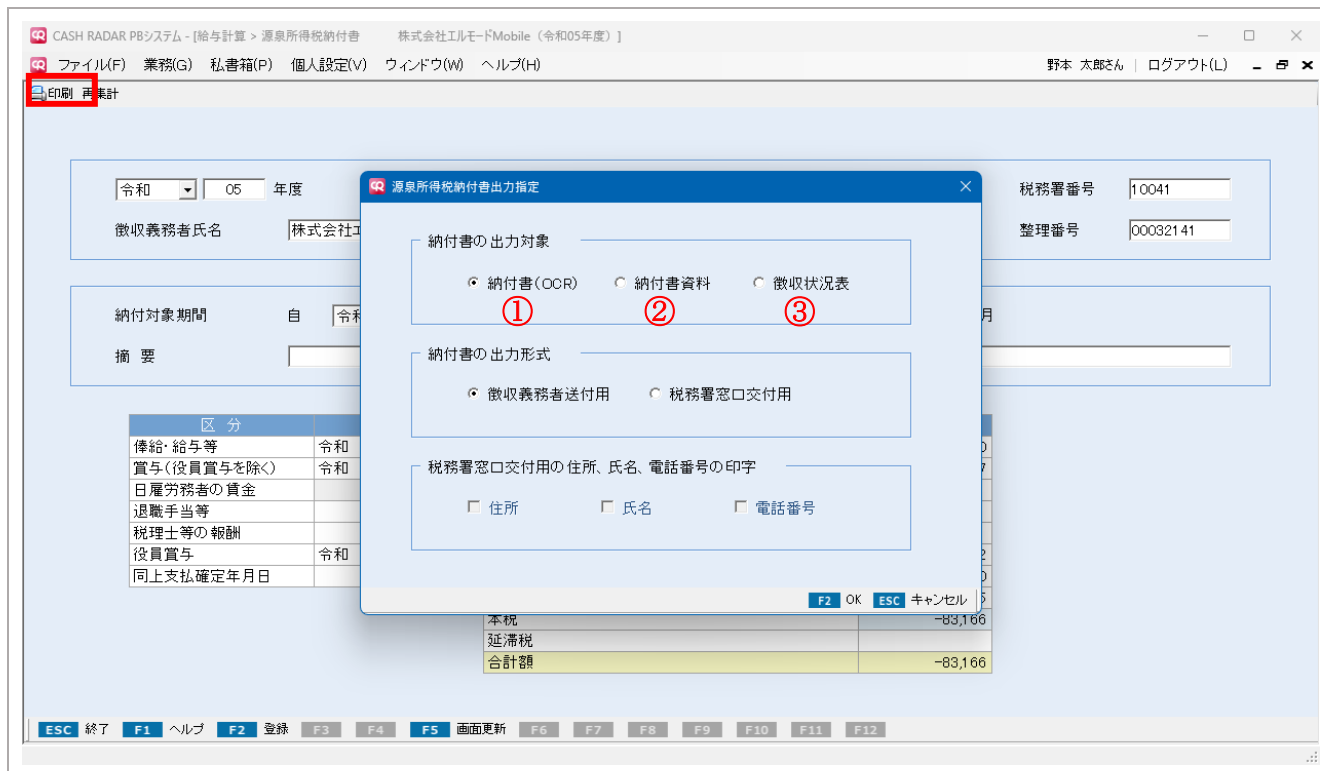 CASH RADAR PBシステム - [給与計算 > 源泉所得税納付書 株式会社エルモードMobile（令和05年度）]
ファイル(F) 業務(G) 私書箱(P) 個人設定(V) ウィンドウ(W) ヘルプ(H) 野本 太郎さん | ログアウト(L)
印刷 再集計
令和 05 年度
税務署番号 10041
徴収義務者氏名 株式会社エ
整理番号 00032141
納付対象期間 自 令和
月
摘 要
源泉所得税納付書出力指定
納付書の出力対象
納付書(OCR) 納付書資料 徴収状況表
① ② ③
納付書の出力形式
徴収義務者送付用 税務署窓口交付用
税務署窓口交付用の住所、氏名、電話番号の印字
住所 氏名 電話番号
F2 OK ESC キャンセル
区 分
俸給・給与等 令和
賞与(役員賞与を除く) 令和
日雇労務者の賃金
退職手当等
税理士等の報酬
役員賞与 令和
同上支払確定年月日
本税 -83,166
延滞税
合計額 -83,166
ESC 終了 F1 ヘルプ F2 登録 F3 F4 F5 画面更新 F6 F7 F8 F9 F10 F11 F12